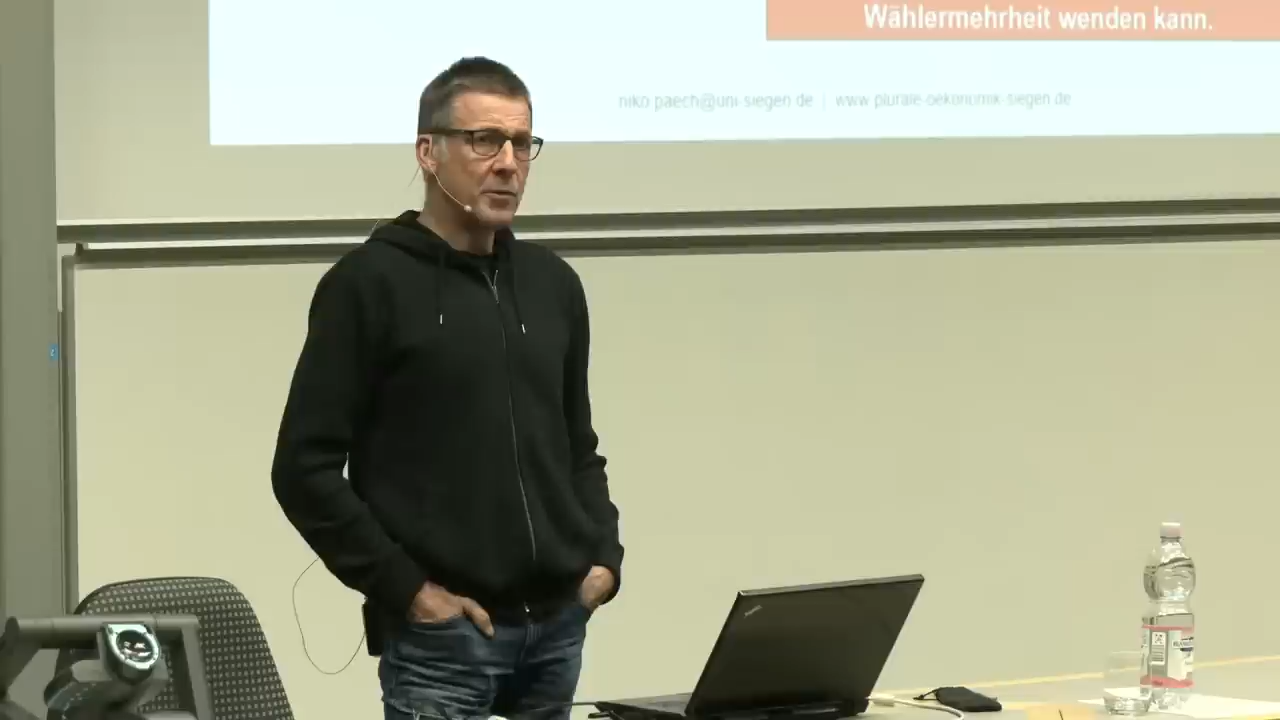 Wählermehrheit wenden kann.
niko.paech@uni-siegen.de | www.plurale-oekonomik-siegen.de